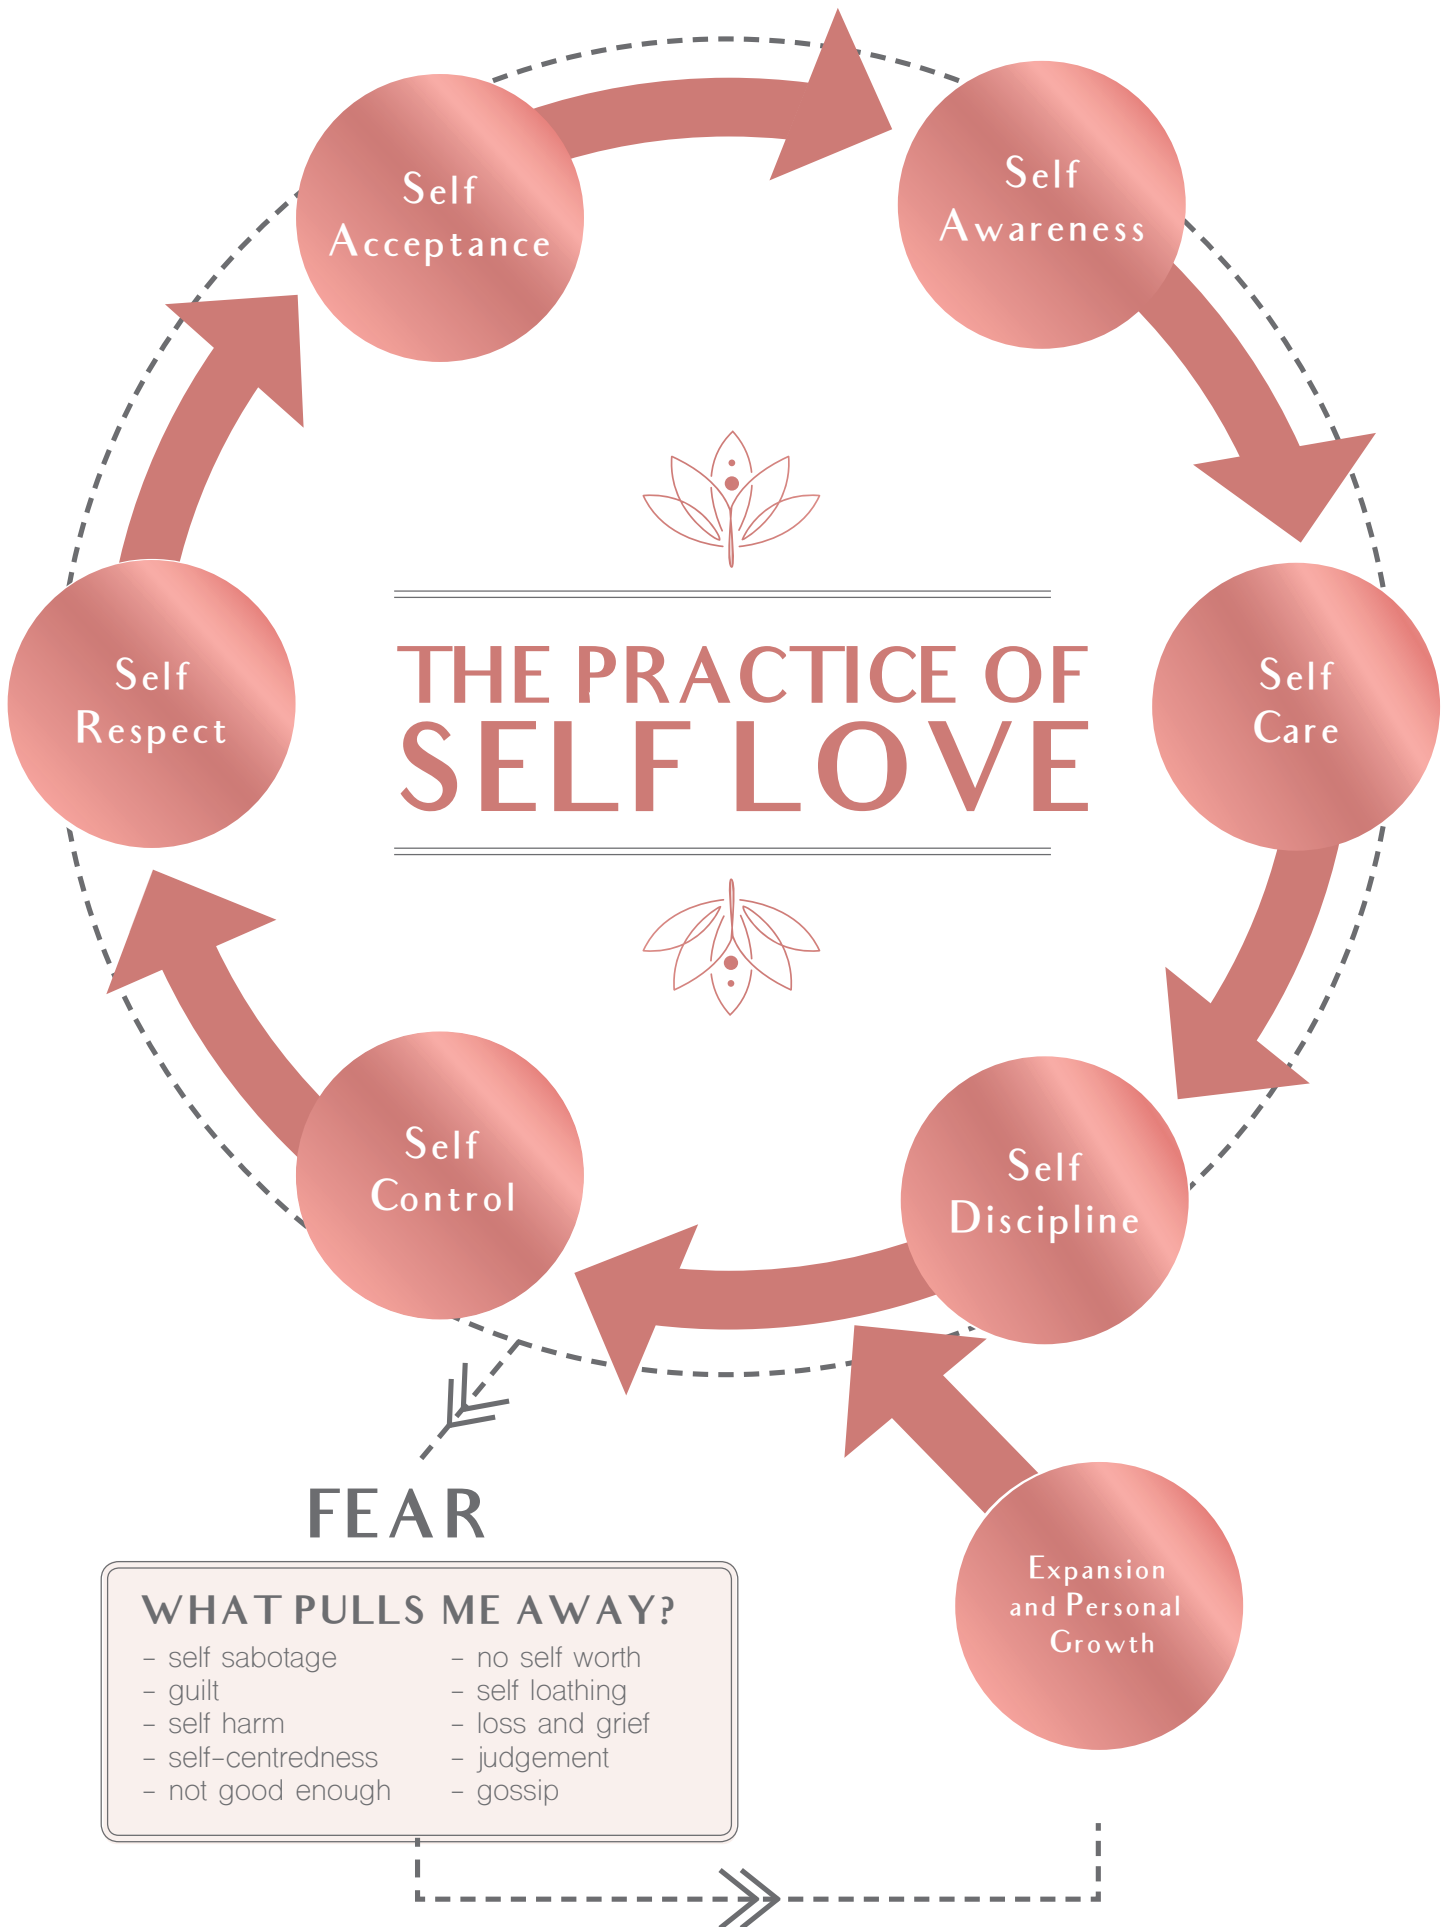 Self
Acceptance
Self
Awareness
Self
Respect
THE PRACTICE OF
SELF LOVE
Self
Care
Self
Control
Self
Discipline
FEAR
WHAT PULLS ME AWAY?
- self sabotage
- guilt
- self harm
- self-centredness
- not good enough
- no self worth
- self loathing
- loss and grief
- judgement
- gossip
Expansion
and Personal
Growth